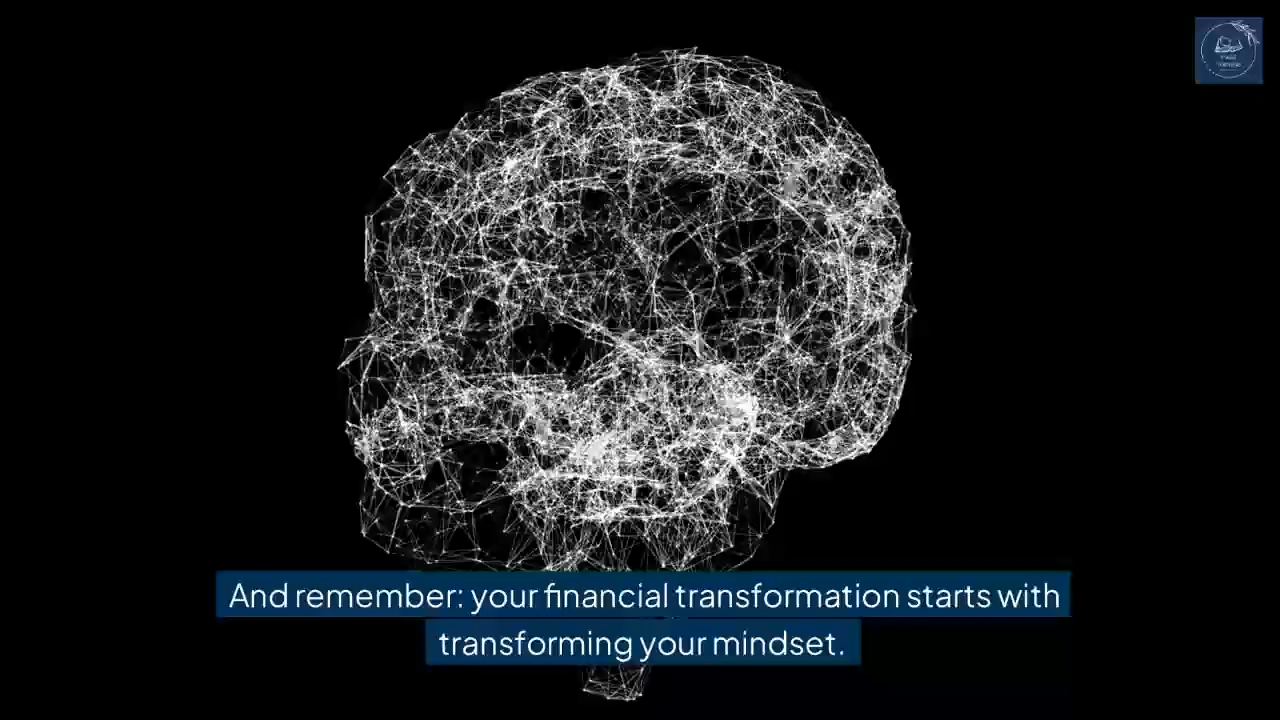 And remember: your financial transformation starts with
transforming your mindset.